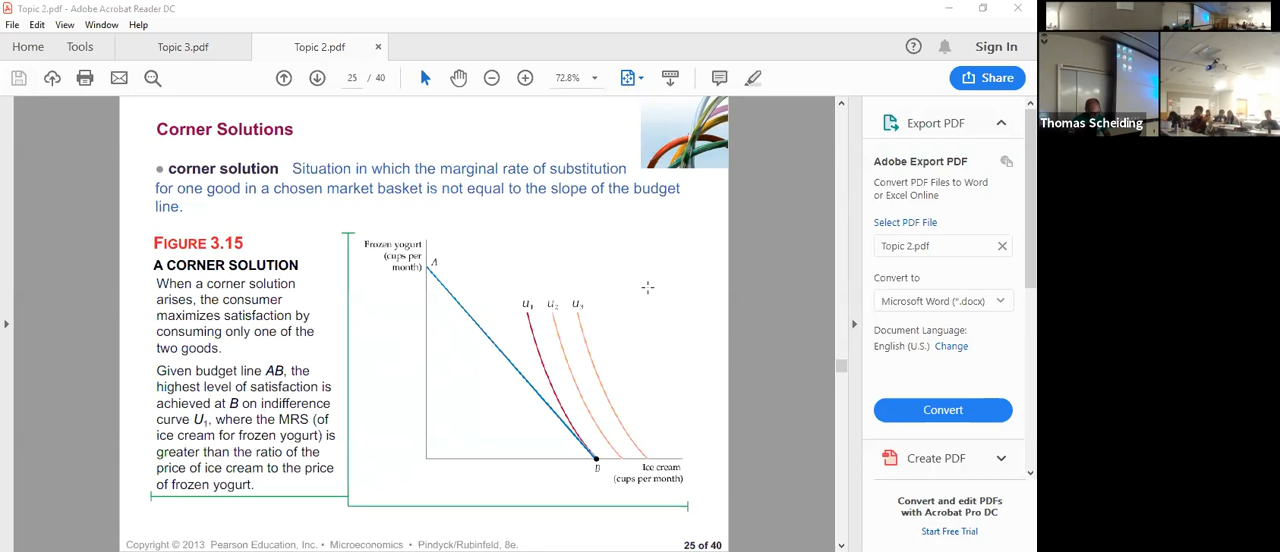 Topic 2.pdf - Adobe Acrobat Reader DC
File Edit View Window Help
Home Tools Topic 3.pdf Topic 2.pdf × Sign In
25 / 40 72.8% Share
Corner Solutions
corner solution Situation in which the marginal rate of substitution
for one good in a chosen market basket is not equal to the slope of the budget
line.
FIGURE 3.15
A CORNER SOLUTION
When a corner solution
arises, the consumer
maximizes satisfaction by
consuming only one of the
two goods.
Given budget line AB, the
highest level of satisfaction is
achieved at B on indifference
curve U1, where the MRS (of
ice cream for frozen yogurt) is
greater than the ratio of the
price of ice cream to the price
of frozen yogurt.
Frozen yogurt
(cups per
month)
A
U1 U2 U3
B
Ice cream
(cups per month)
Copyright © 2013 Pearson Education, Inc. • Microeconomics • Pindyck/Rubinfeld, 8e.
25 of 40
Export PDF
Adobe Export PDF
Convert PDF Files to Word
or Excel Online
Select PDF File
Topic 2.pdf
Convert to
Microsoft Word (*.docx)
Document Language:
English (U.S.) Change
Convert
Create PDF
Convert and edit PDFs
with Acrobat Pro DC
Start Free Trial
Thomas Scheiding